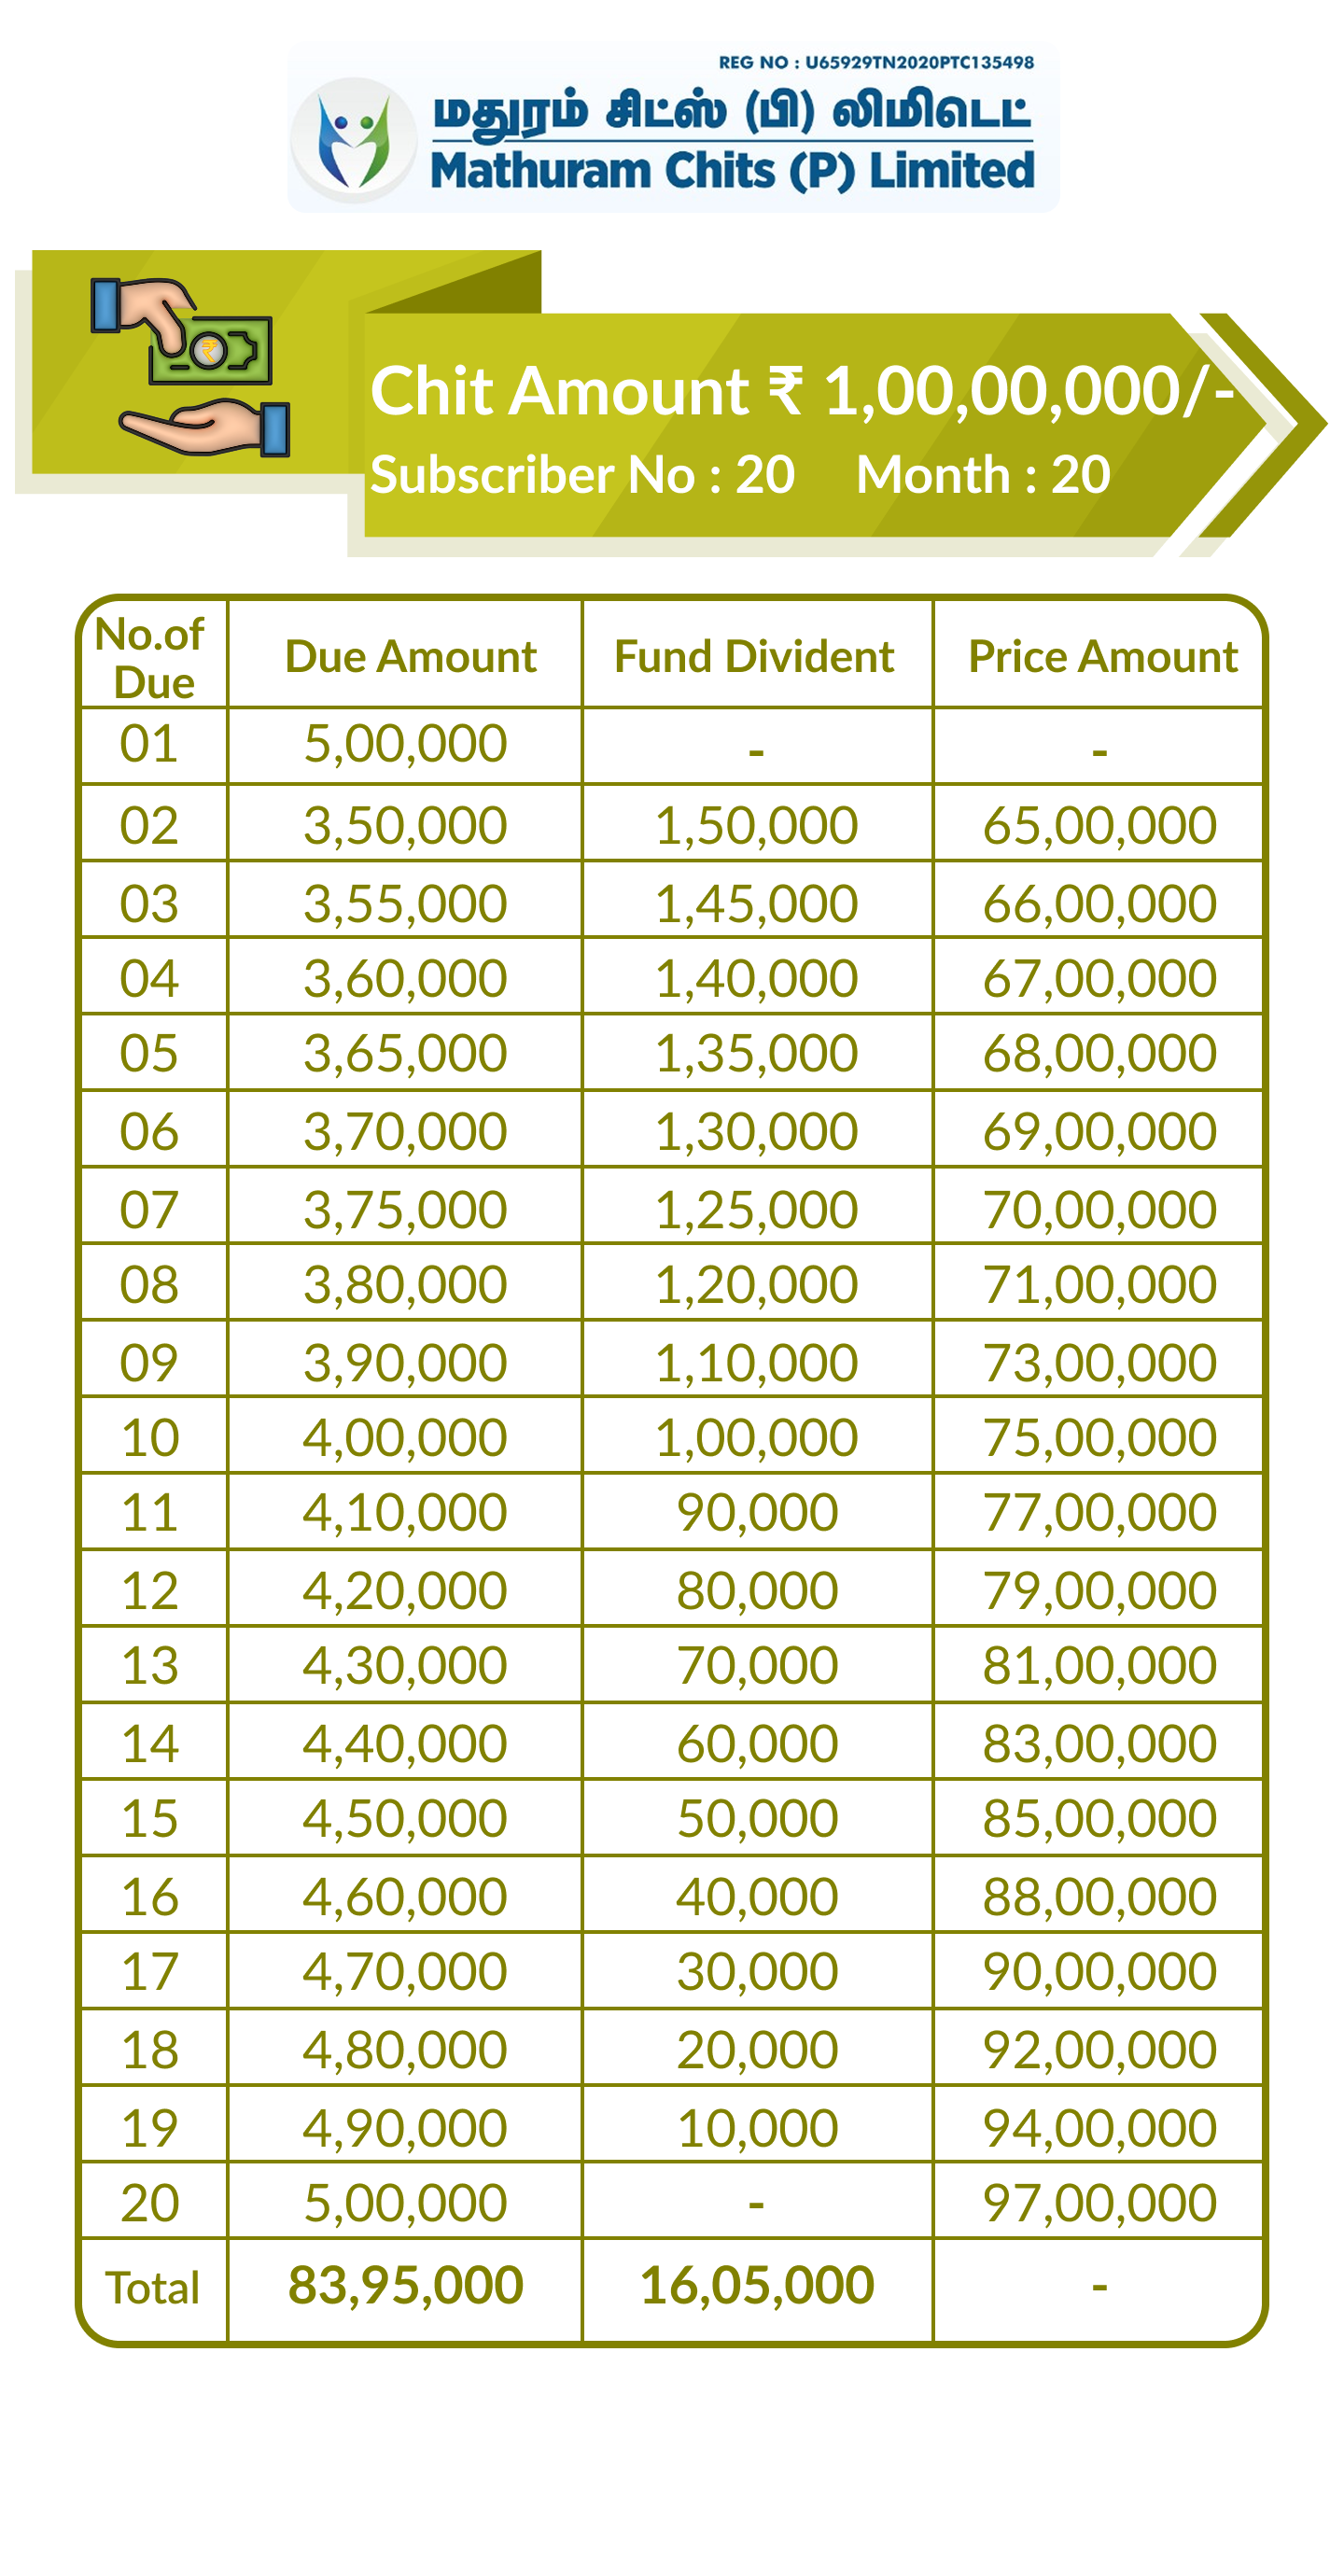 REG NO : U65929TN2020PTC135498
மதுரம் சிட்ஸ் (பி) லிமிடெட்
Mathuram Chits (P) Limited
Chit Amount ₹ 1,00,00,000/-
Subscriber No : 20 Month : 20
No.of Due Due Amount Fund Divident Price Amount
01 5,00,000 - -
02 3,50,000 1,50,000 65,00,000
03 3,55,000 1,45,000 66,00,000
04 3,60,000 1,40,000 67,00,000
05 3,65,000 1,35,000 68,00,000
06 3,70,000 1,30,000 69,00,000
07 3,75,000 1,25,000 70,00,000
08 3,80,000 1,20,000 71,00,000
09 3,90,000 1,10,000 73,00,000
10 4,00,000 1,00,000 75,00,000
11 4,10,000 90,000 77,00,000
12 4,20,000 80,000 79,00,000
13 4,30,000 70,000 81,00,000
14 4,40,000 60,000 83,00,000
15 4,50,000 50,000 85,00,000
16 4,60,000 40,000 88,00,000
17 4,70,000 30,000 90,00,000
18 4,80,000 20,000 92,00,000
19 4,90,000 10,000 94,00,000
20 5,00,000 - 97,00,000
Total 83,95,000 16,05,000 -